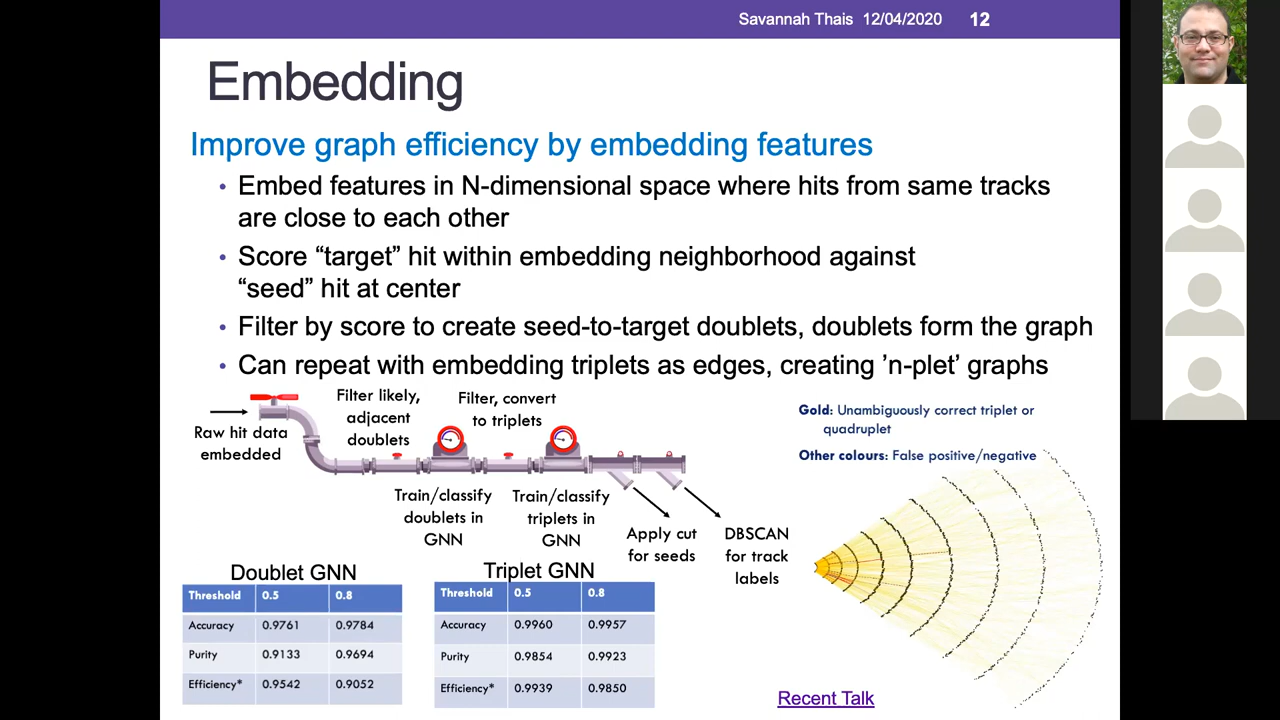 Savannah Thais 12/04/2020 12
Embedding
Improve graph efficiency by embedding features
• Embed features in N-dimensional space where hits from same tracks
are close to each other
• Score “target” hit within embedding neighborhood against
“seed” hit at center
• Filter by score to create seed-to-target doublets, doublets form the graph
• Can repeat with embedding triplets as edges, creating ’n-plet’ graphs
Raw hit data
embedded
Filter likely,
adjacent
doublets
Filter, convert
to triplets
Train/classify
doublets in
GNN
Train/classify
triplets in
GNN
Apply cut
for seeds
DBSCAN
for track
labels
Gold: Unambiguously correct triplet or
quadruplet
Other colours: False positive/negative
Doublet GNN
Threshold 0.5 0.8
Accuracy 0.9761 0.9784
Purity 0.9133 0.9694
Efficiency* 0.9542 0.9052
Triplet GNN
Threshold 0.5 0.8
Accuracy 0.9960 0.9957
Purity 0.9854 0.9923
Efficiency* 0.9939 0.9850
Recent Talk